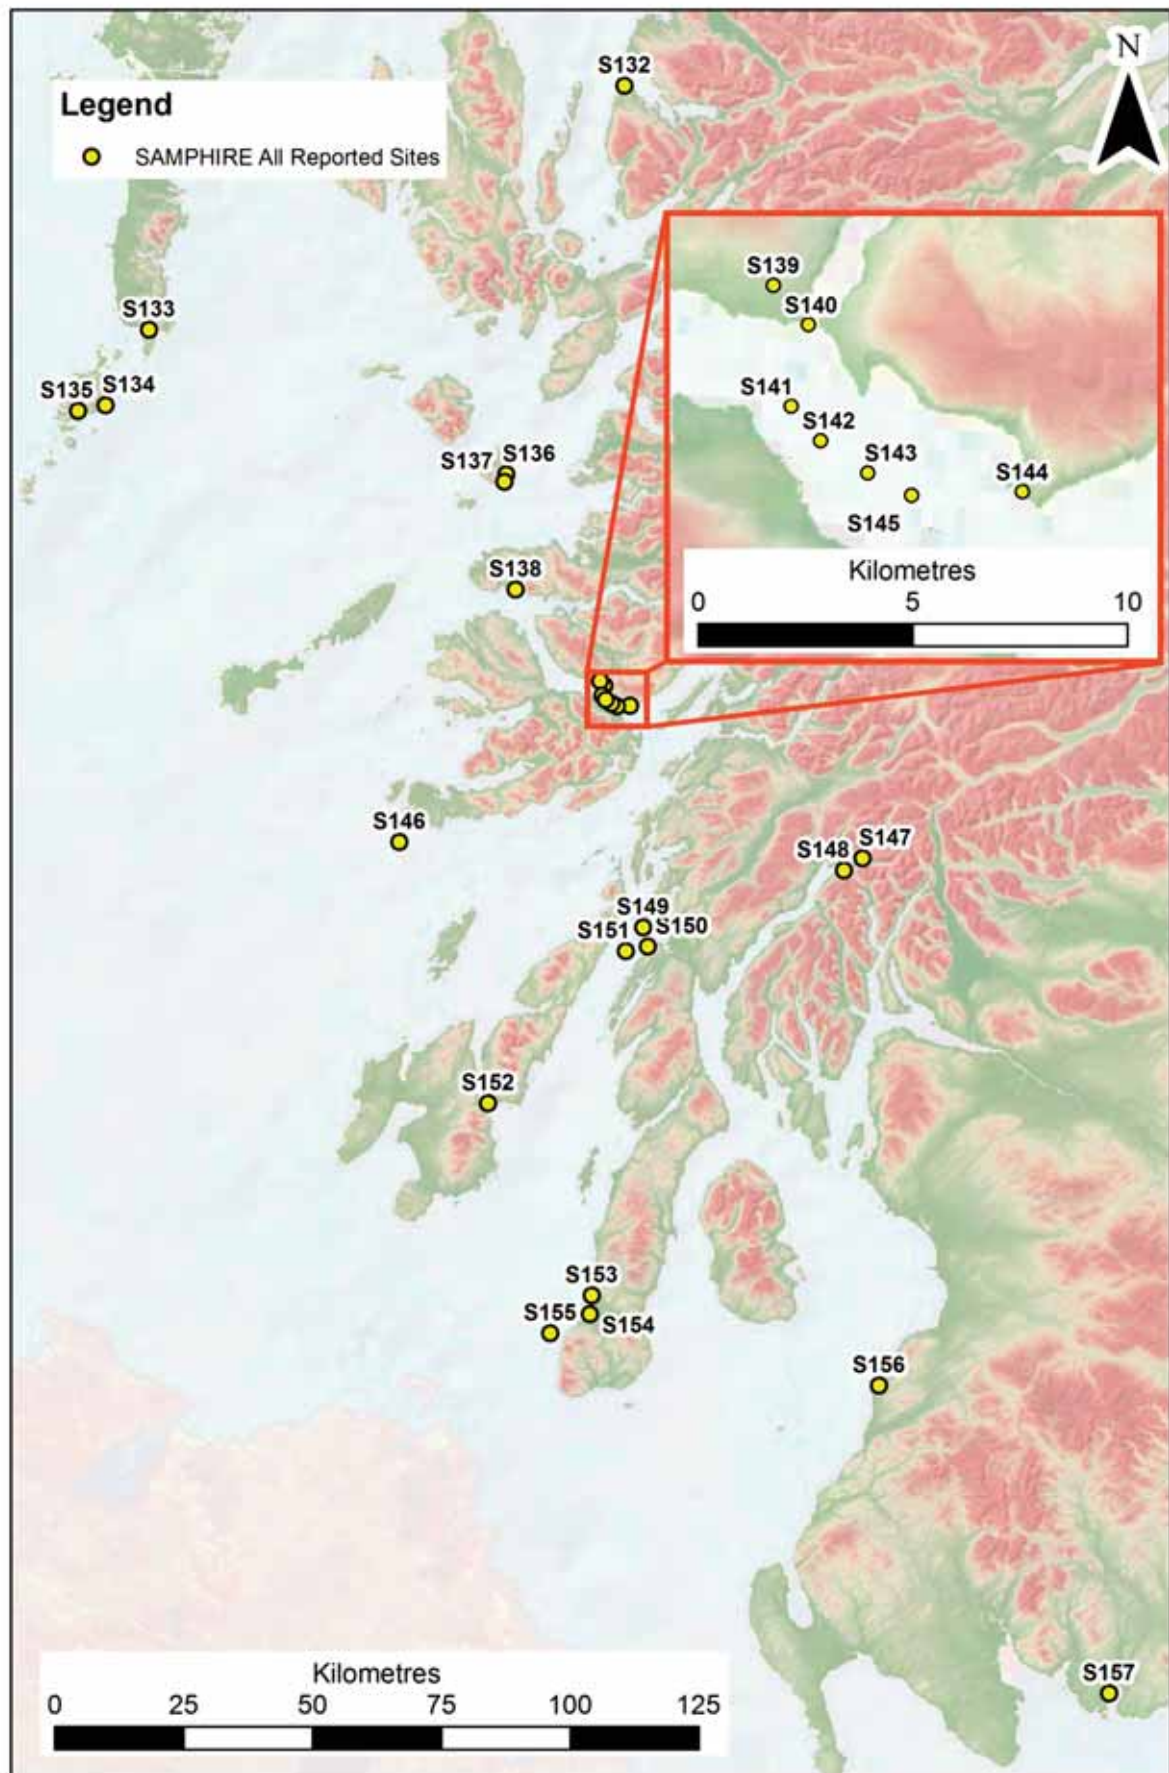 N
S132
Legend
SAMPHIRE All Reported Sites
S139
S133
S140
S135 S134
S141
S142
S137 S136
S143
S144
S145
Kilometres
0 5 10
S138
S146
S148 S147
S149
S151 S150
S152
S153
S155 S154
S156
S157
Kilometres
0 25 50 75 100 125